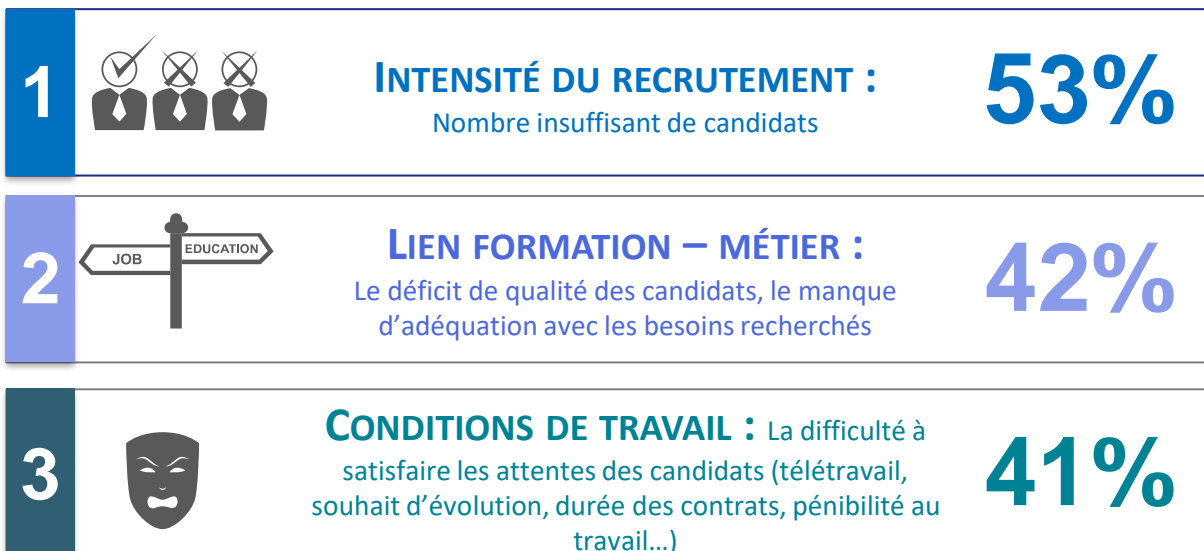 1
INTENSITÉ DU RECRUTEMENT :
Nombre insuffisant de candidats
53%
2
JOB
EDUCATION
LIEN FORMATION – MÉTIER :
Le déficit de qualité des candidats, le manque
d’adéquation avec les besoins recherchés
42%
3
CONDITIONS DE TRAVAIL : La difficulté à
satisfaire les attentes des candidats (télétravail,
souhait d’évolution, durée des contrats, pénibilité au
travail…)
41%